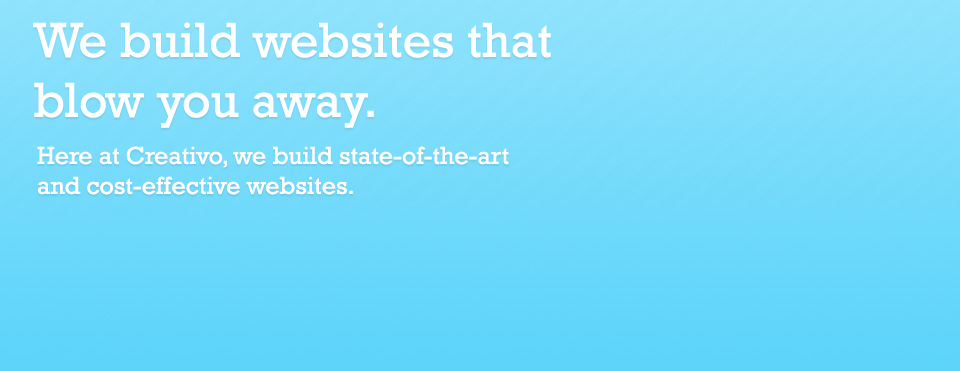 We build websites that
blow you away.
Here at Creativo, we build state-of-the-art
and cost-effective websites.